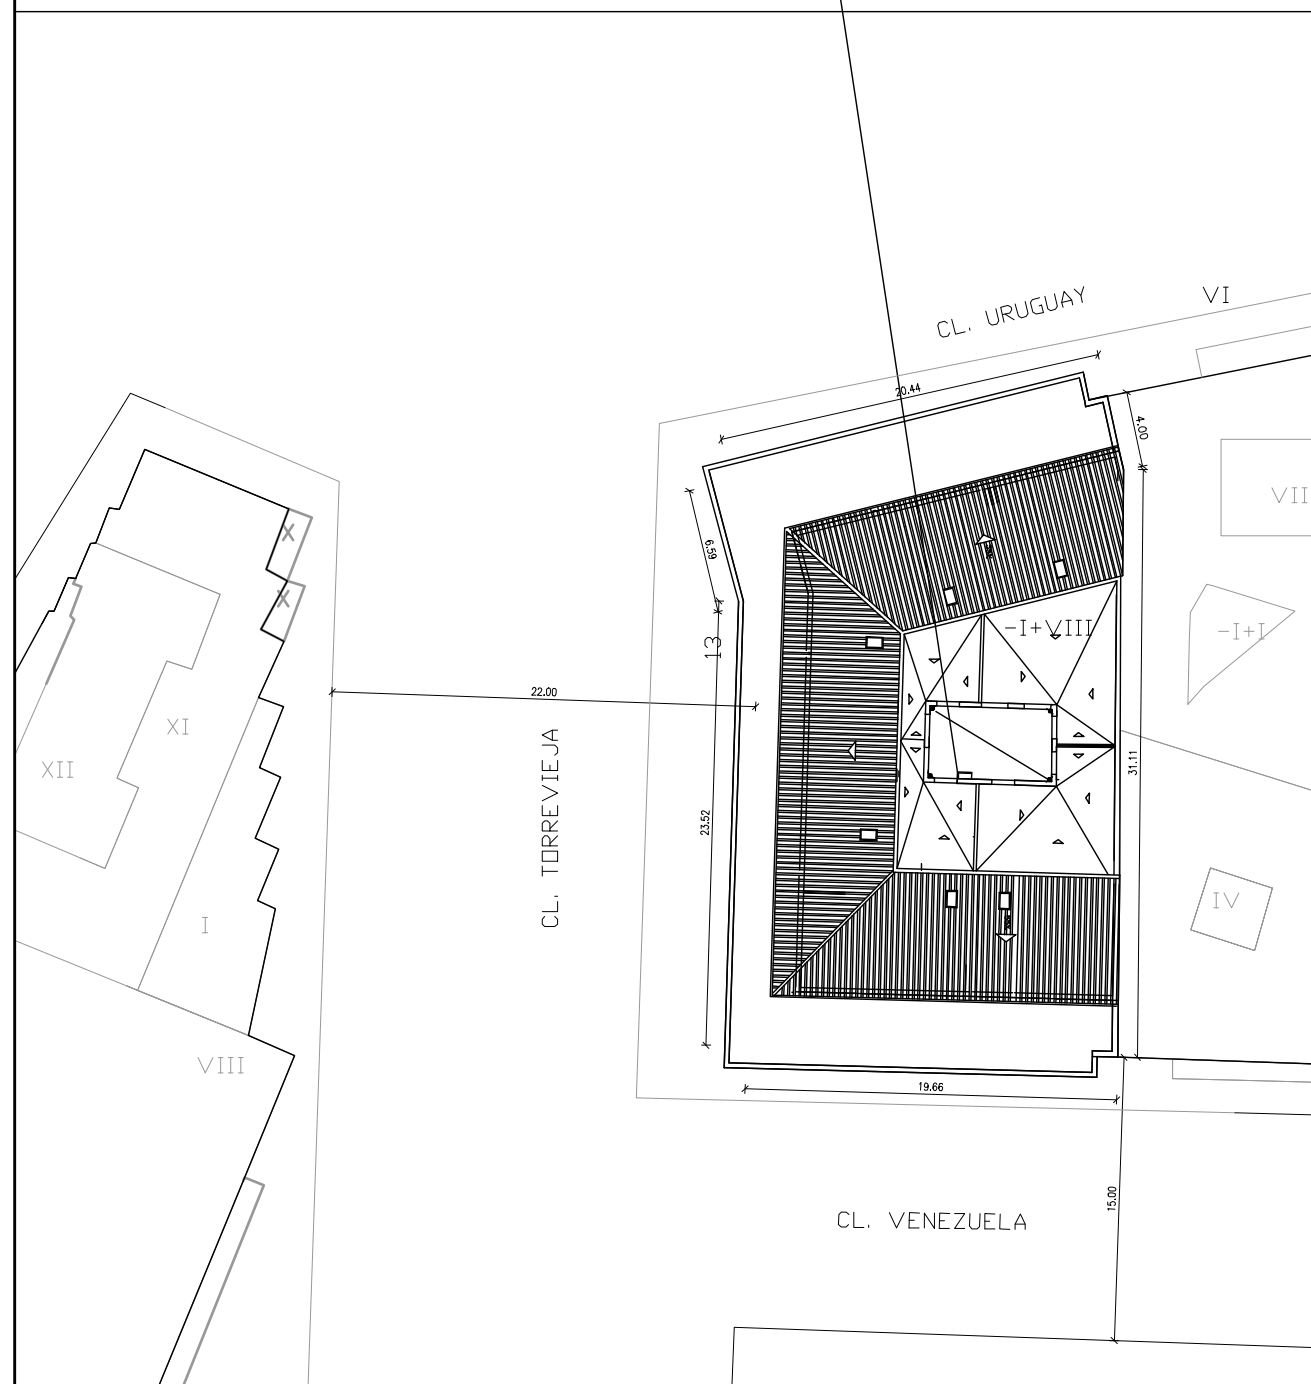 CL. URUGUAY
VI
20.44
4.00
VII
6.59
-I+VIII
-I+I
13
22.00
XI
XII
CL. TORREVIEJA
31.11
23.52
IV
I
VIII
19.66
15.00
CL. VENEZUELA
X
X